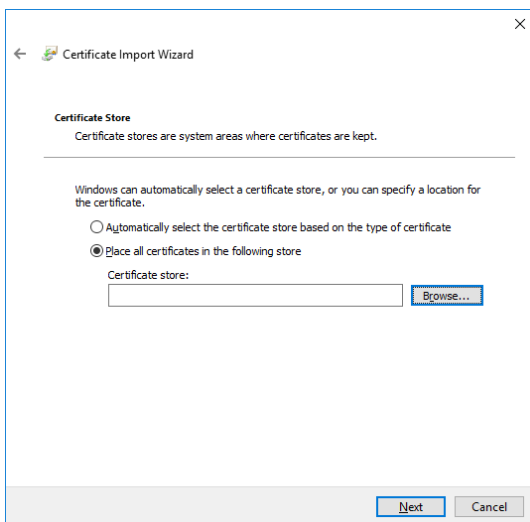 Certificate Import Wizard
Certificate Store
Certificate stores are system areas where certificates are kept.
Windows can automatically select a certificate store, or you can specify a location for
the certificate.
Automatically select the certificate store based on the type of certificate
Place all certificates in the following store
Certificate store:
Browse...
Next
Cancel